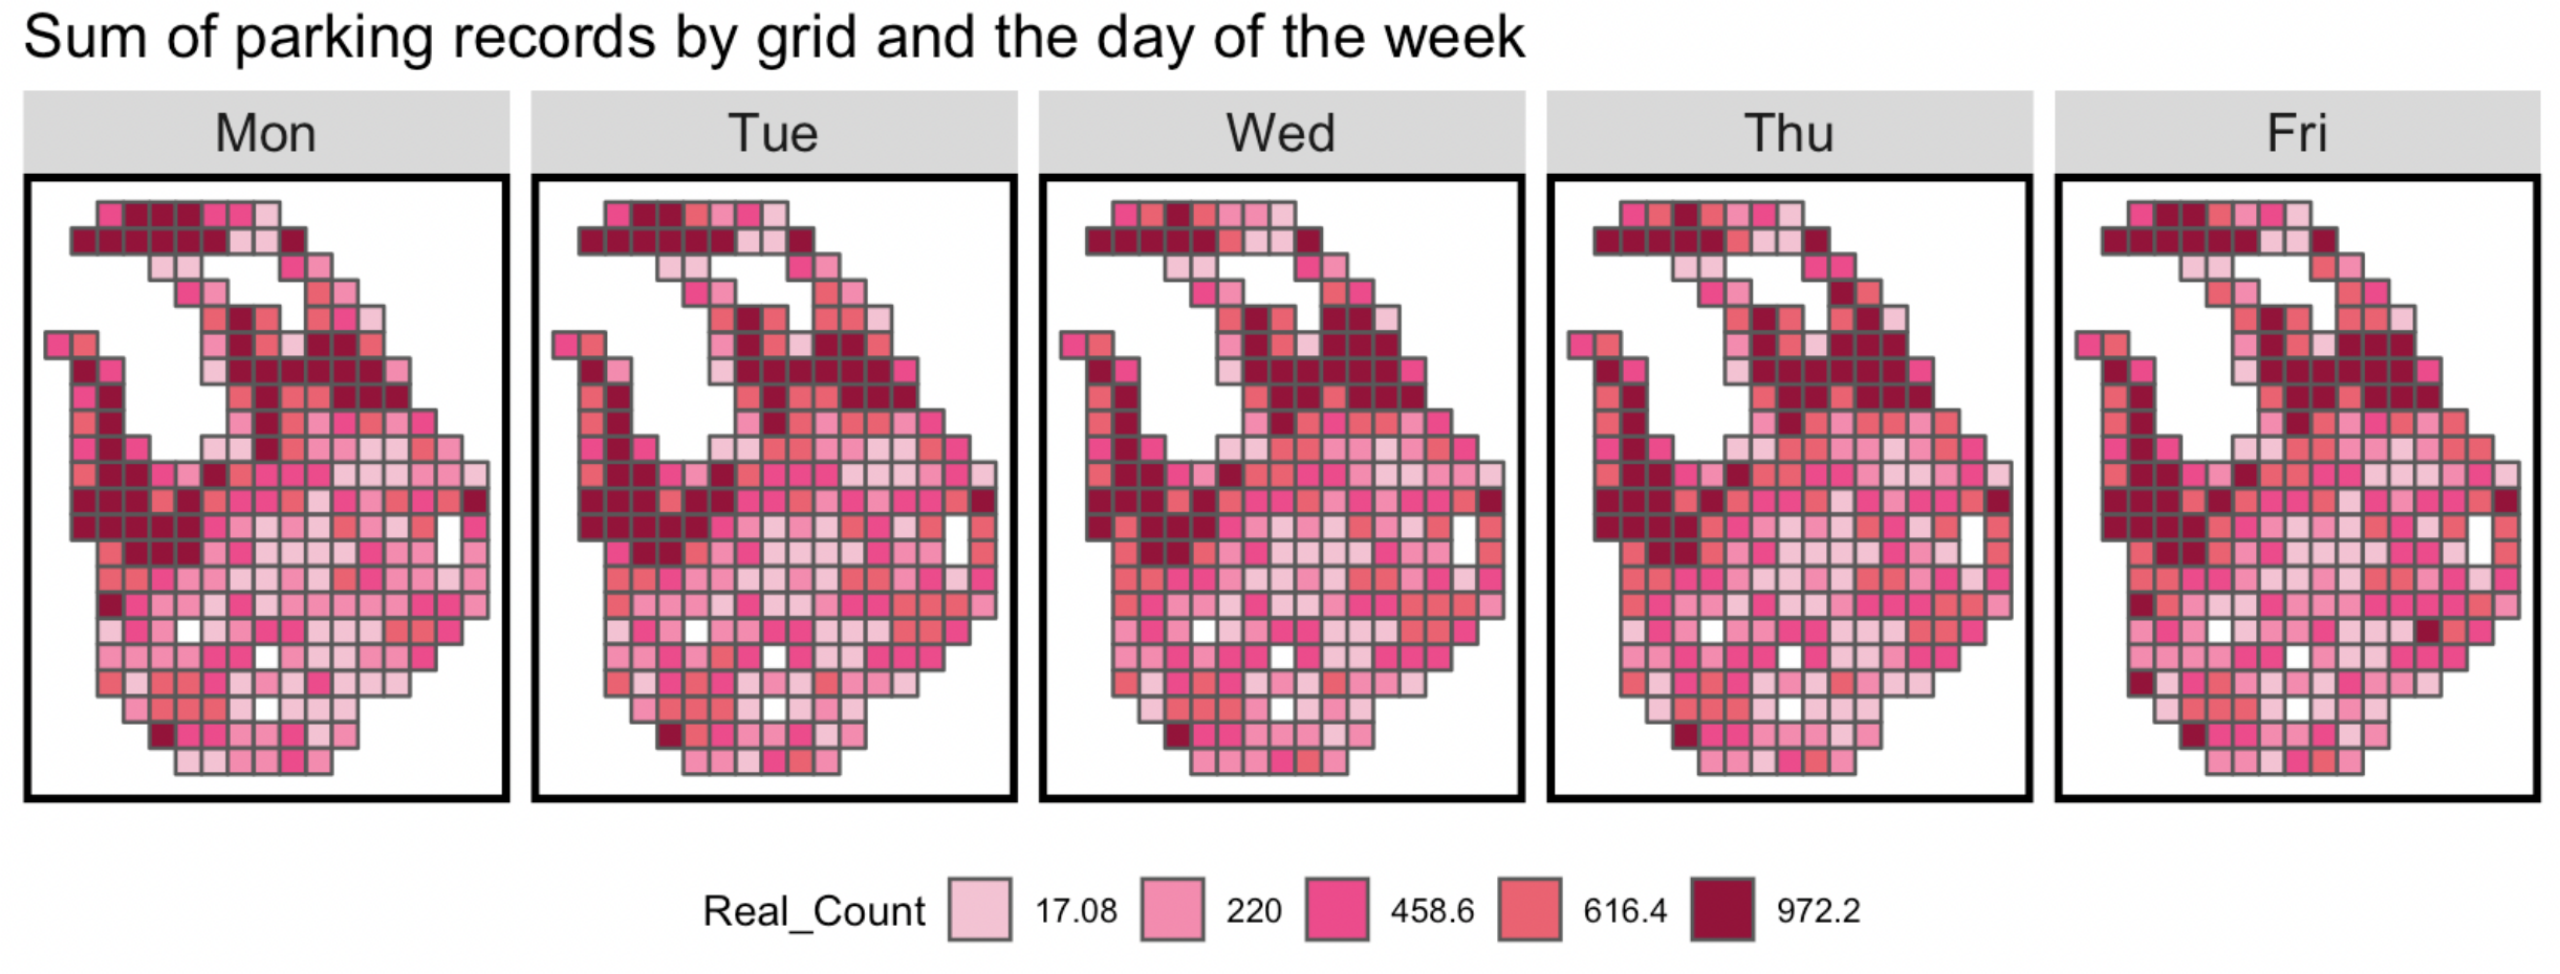 Sum of parking records by grid and the day of the week
Mon Tue Wed Thu Fri
Real_Count 17.08 220 458.6 616.4 972.2